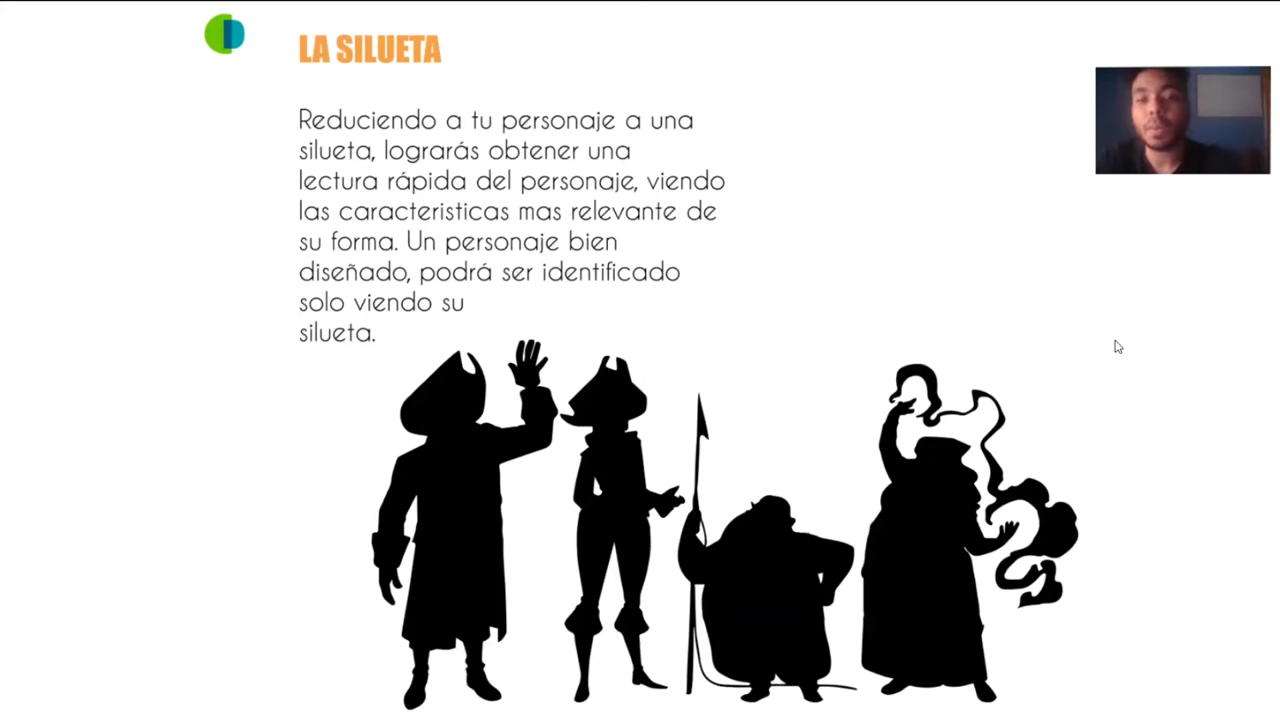 LA SILUETA
Reduciendo a tu personaje a una
silueta, lograrás obtener una
lectura rápida del personaje, viendo
las caracteristicas mas relevante de
su forma. Un personaje bien
diseñado, podrá ser identificado
solo viendo su
silueta.